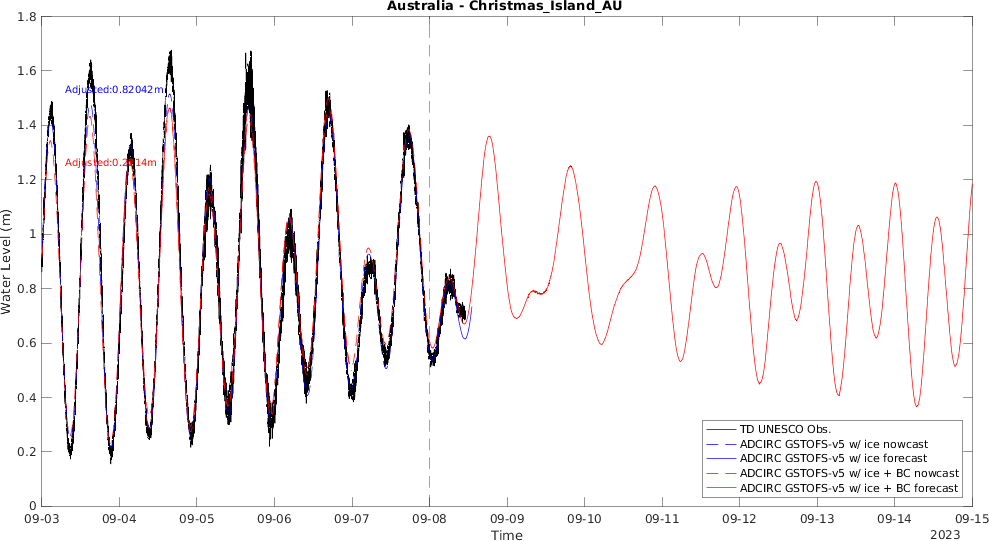 Australia - Christmas_Island_AU
1.8
1.6
1.4
1.2
1
0.8
0.6
0.4
0.2
0
Water Level (m)
Adjusted:0.82042m
TD UNESCO Obs.
ADCIRC GSTOFS-v5 w/ ice nowcast
ADCIRC GSTOFS-v5 w/ ice forecast
ADCIRC GSTOFS-v5 w/ ice + BC nowcast
ADCIRC GSTOFS-v5 w/ ice + BC forecast
09-03 09-04 09-05 09-06 09-07 09-08 09-09 09-10 09-11 09-12 09-13 09-14 09-15
Time
2023